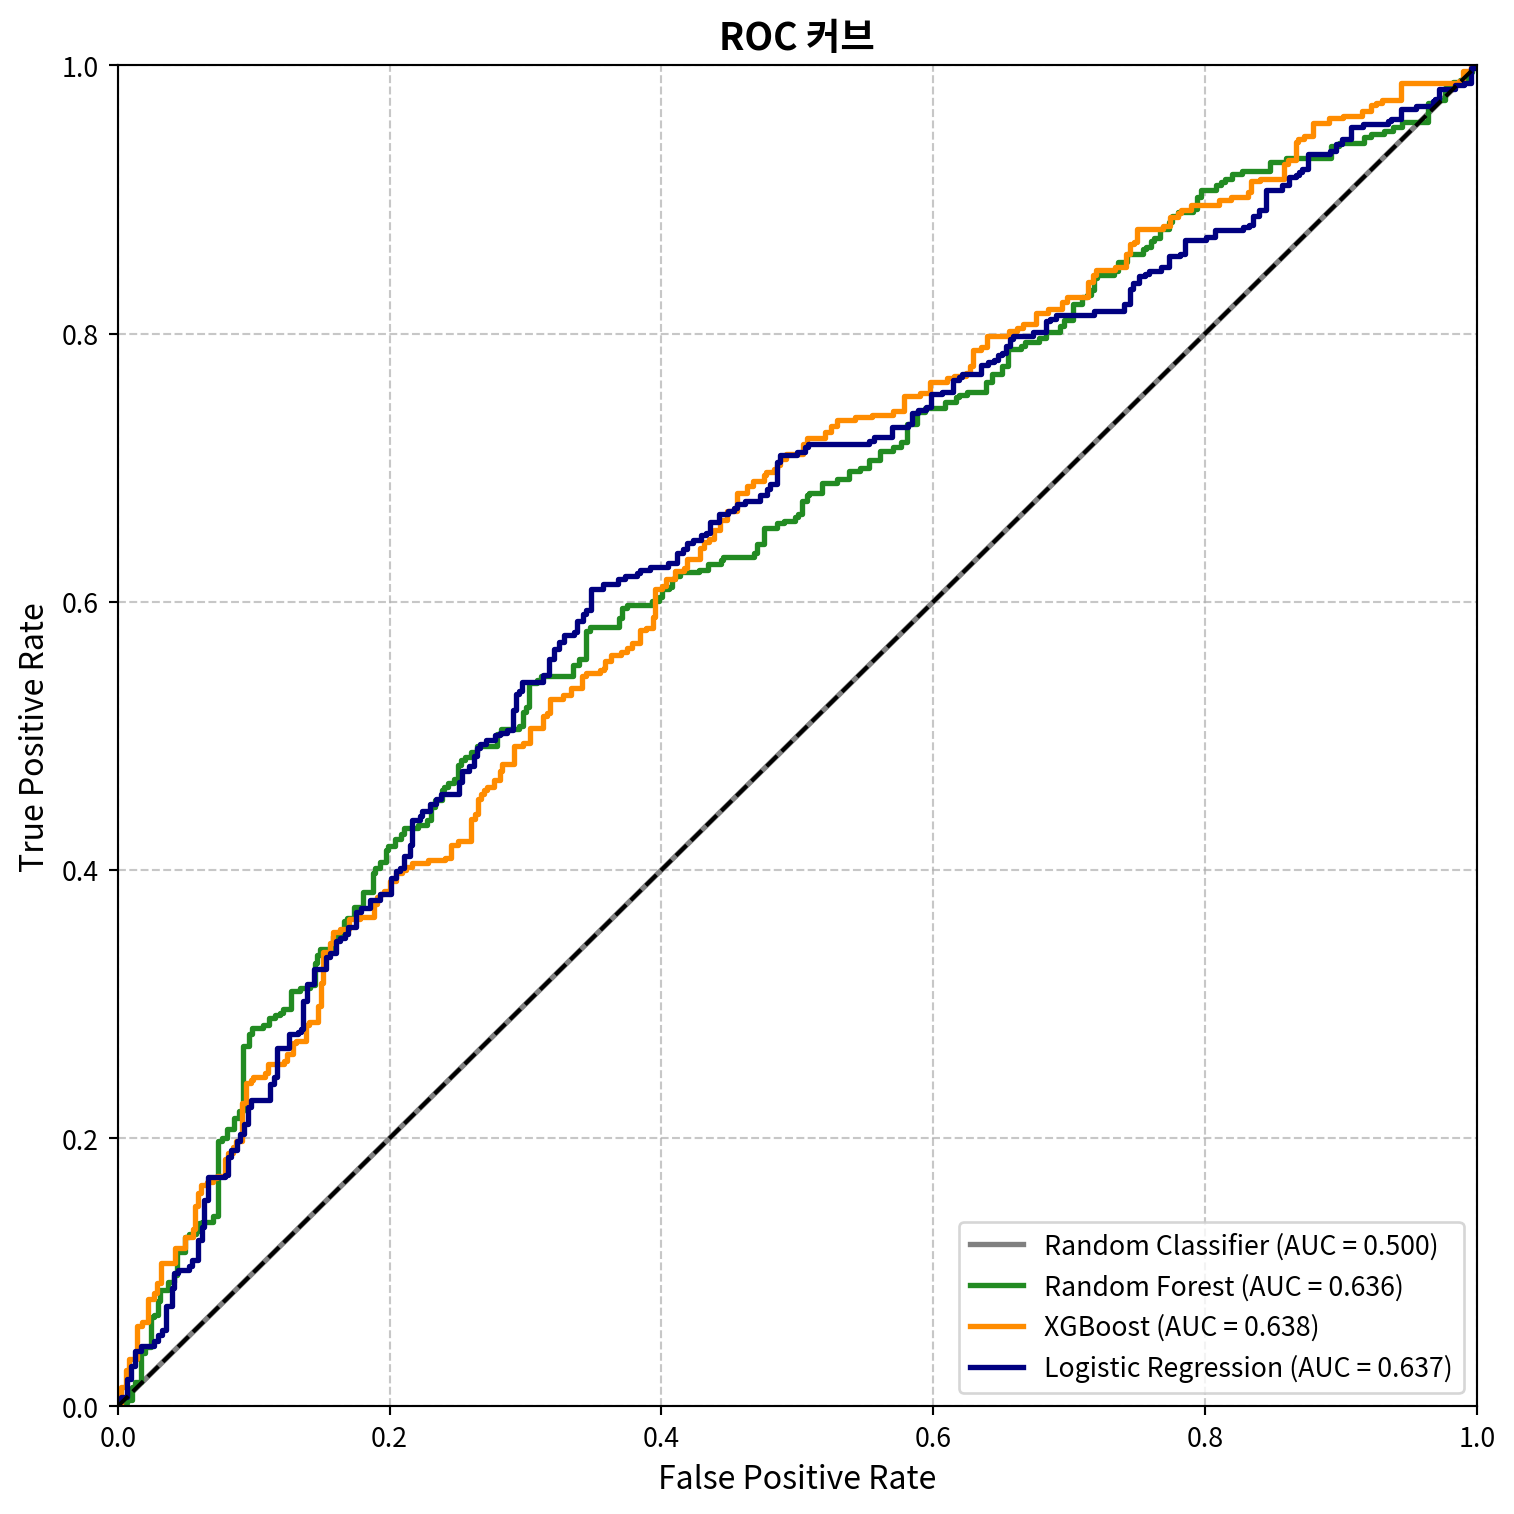 ROC 커브
1.0
0.8
0.6
0.4
0.2
0.0
True Positive Rate
0.0 0.2 0.4 0.6 0.8 1.0
False Positive Rate
Random Classifier (AUC = 0.500)
Random Forest (AUC = 0.636)
XGBoost (AUC = 0.638)
Logistic Regression (AUC = 0.637)